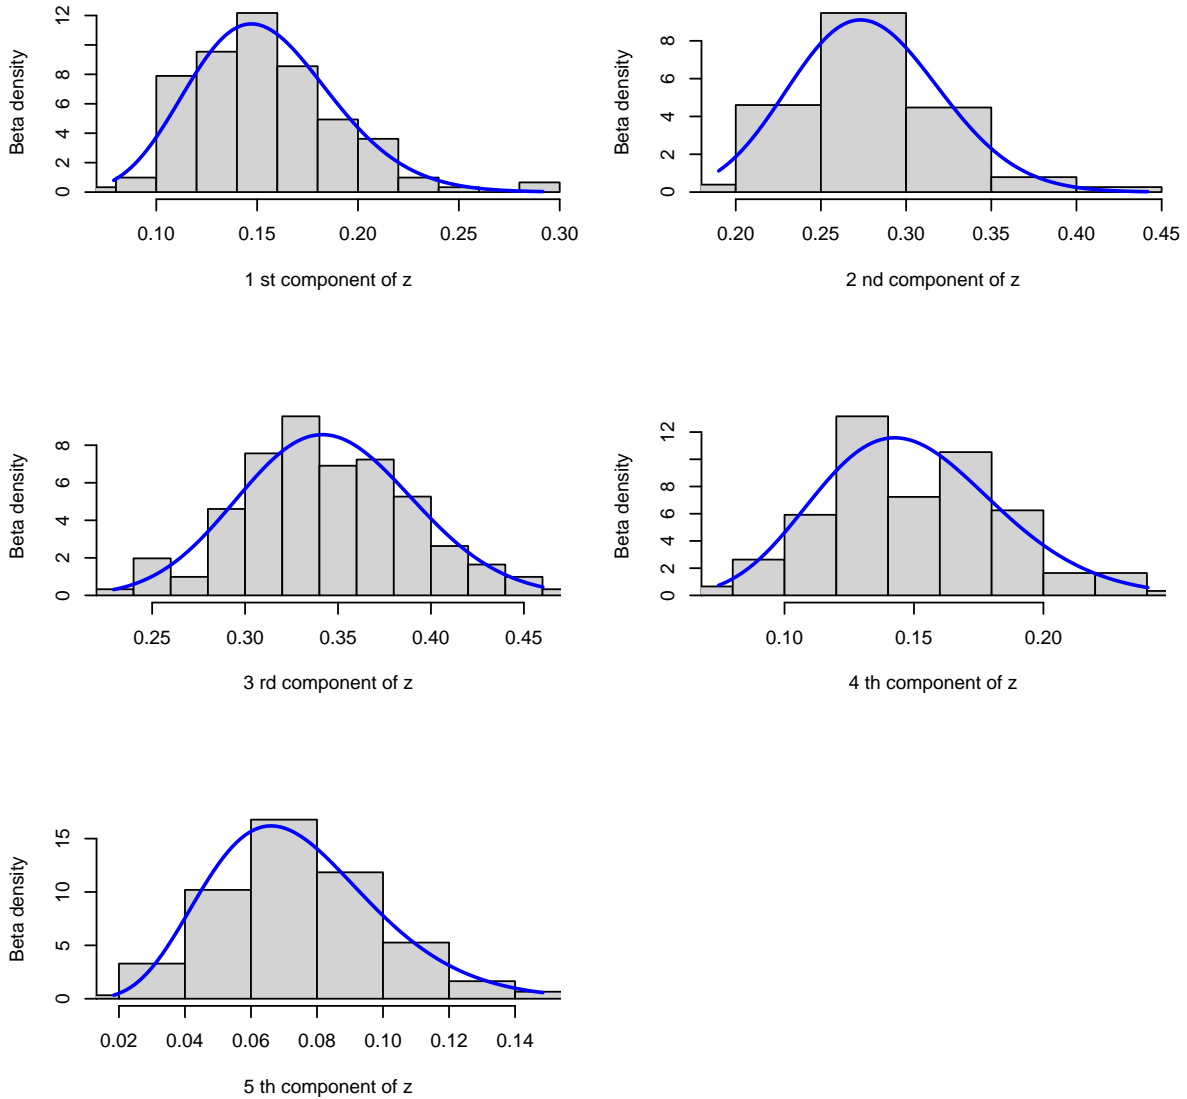 Beta density
0 2 4 6 8 12
0.10 0.15 0.20 0.25 0.30
1 st component of z
Beta density
0 2 4 6 8
0.20 0.25 0.30 0.35 0.40 0.45
2 nd component of z
Beta density
0 2 4 6 8
0.25 0.30 0.35 0.40 0.45
3 rd component of z
Beta density
0 2 4 6 8 12
0.10 0.15 0.20
4 th component of z
Beta density
0 5 10 15
0.02 0.04 0.06 0.08 0.10 0.12 0.14
5 th component of z